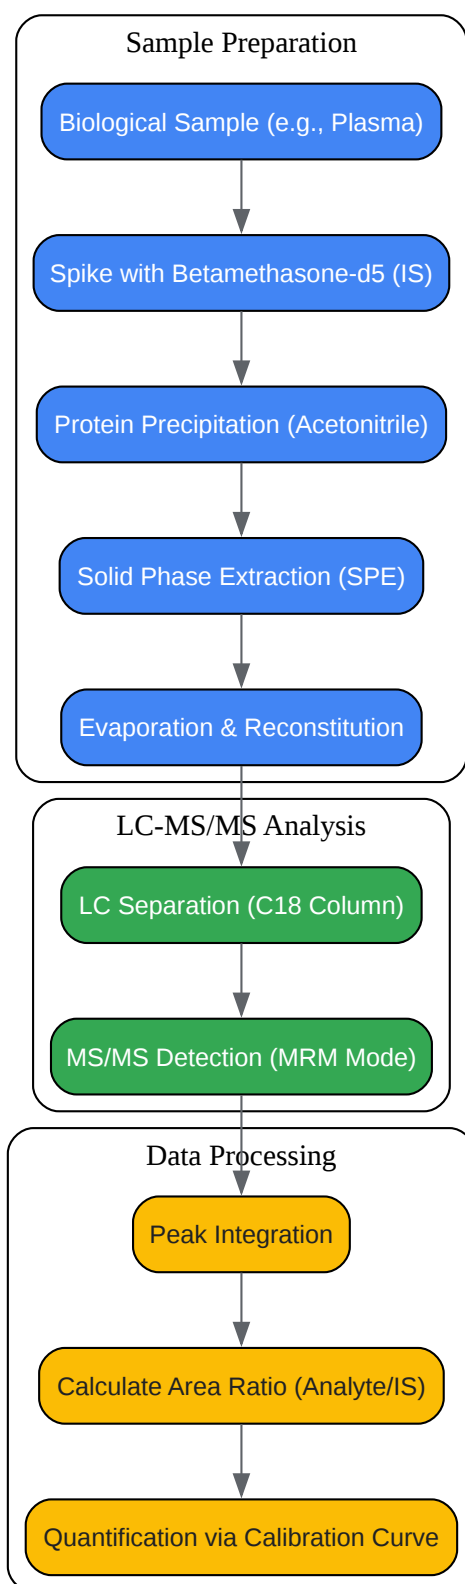 Sample Preparation
Biological Sample (e.g., Plasma)
Spike with Betamethasone-d5 (IS)
Protein Precipitation (Acetonitrile)
Solid Phase Extraction (SPE)
Evaporation & Reconstitution
LC-MS/MS Analysis
LC Separation (C18 Column)
MS/MS Detection (MRM Mode)
Data Processing
Peak Integration
Calculate Area Ratio (Analyte/IS)
Quantification via Calibration Curve